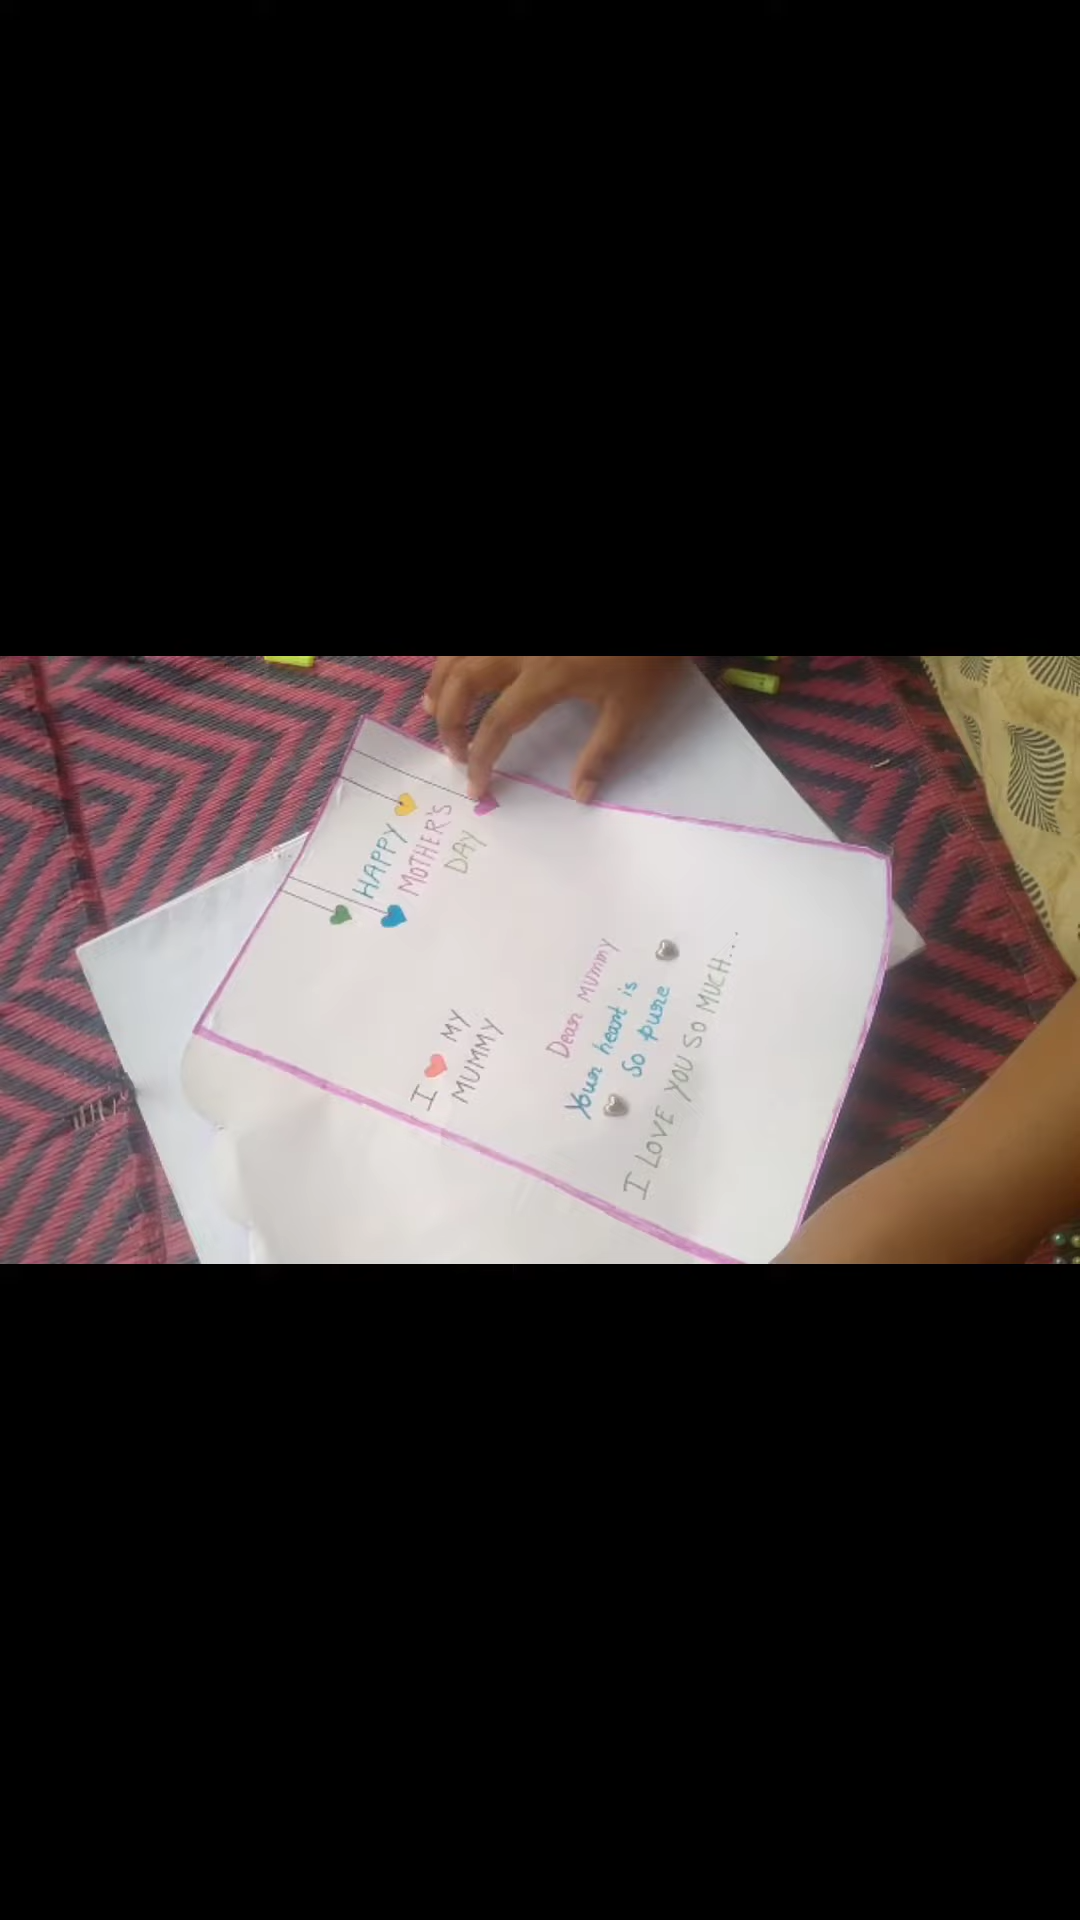 HAPPY
MOTHER'S
DAY
I ❤ MY
MUMMY
Dear Mummy
Your heart is
So pure
I LOVE YOU SO MUCH...